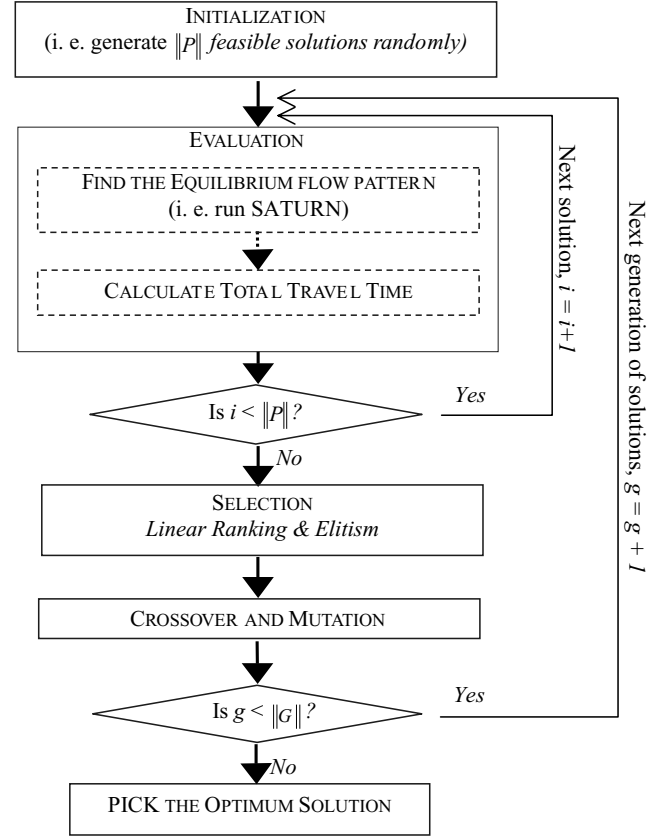 INITIALIZATION
(i. e. generate ‖P‖ feasible solutions randomly)
EVALUATION
FIND THE EQUILIBRIUM FLOW PATTERN
(i. e. run SATURN)
CALCULATE TOTAL TRAVEL TIME
Is i < ‖P‖?
Yes
Next solution, i = i+1
No
SELECTION
Linear Ranking & Elitism
CROSSOVER AND MUTATION
Is g < ‖G‖?
Yes
Next generation of solutions, g = g + 1
No
PICK THE OPTIMUM SOLUTION